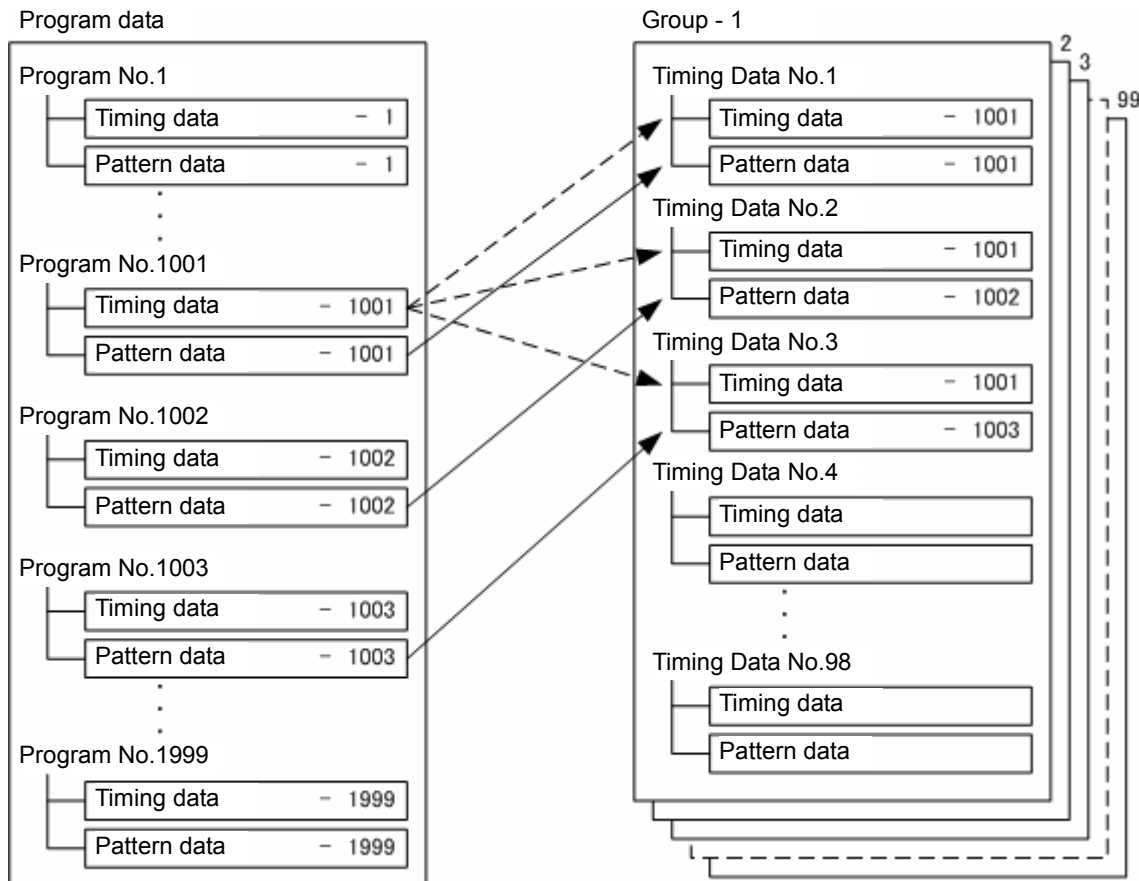 Program data
Program No.1
Timing data - 1
Pattern data - 1
Program No.1001
Timing data - 1001
Pattern data - 1001
Program No.1002
Timing data - 1002
Pattern data - 1002
Program No.1003
Timing data - 1003
Pattern data - 1003
Program No.1999
Timing data - 1999
Pattern data - 1999
Group - 1
2
3
99
Timing Data No.1
Timing data - 1001
Pattern data - 1001
Timing Data No.2
Timing data - 1001
Pattern data - 1002
Timing Data No.3
Timing data - 1001
Pattern data - 1003
Timing Data No.4
Timing data
Pattern data
Timing Data No.98
Timing data
Pattern data